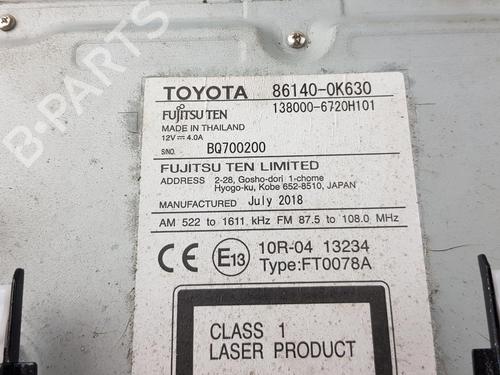 TOYOTA 86140-0K630
FUJITSU TEN 138000-6720H101
MADE IN THAILAND
12V 4.0A
S/NO. BQ700200
FUJITSU TEN LIMITED
ADDRESS 2-28, Gosho-dori 1-chome
Hyogo-ku, Kobe 652-8510, JAPAN
MANUFACTURED July 2018
AM 522 to 1611 kHz FM 87.5 to 108.0 MHz
CE E13 10R-04 13234
Type:FT0078A
CLASS 1
LASER PRODUCT
B-PARTS